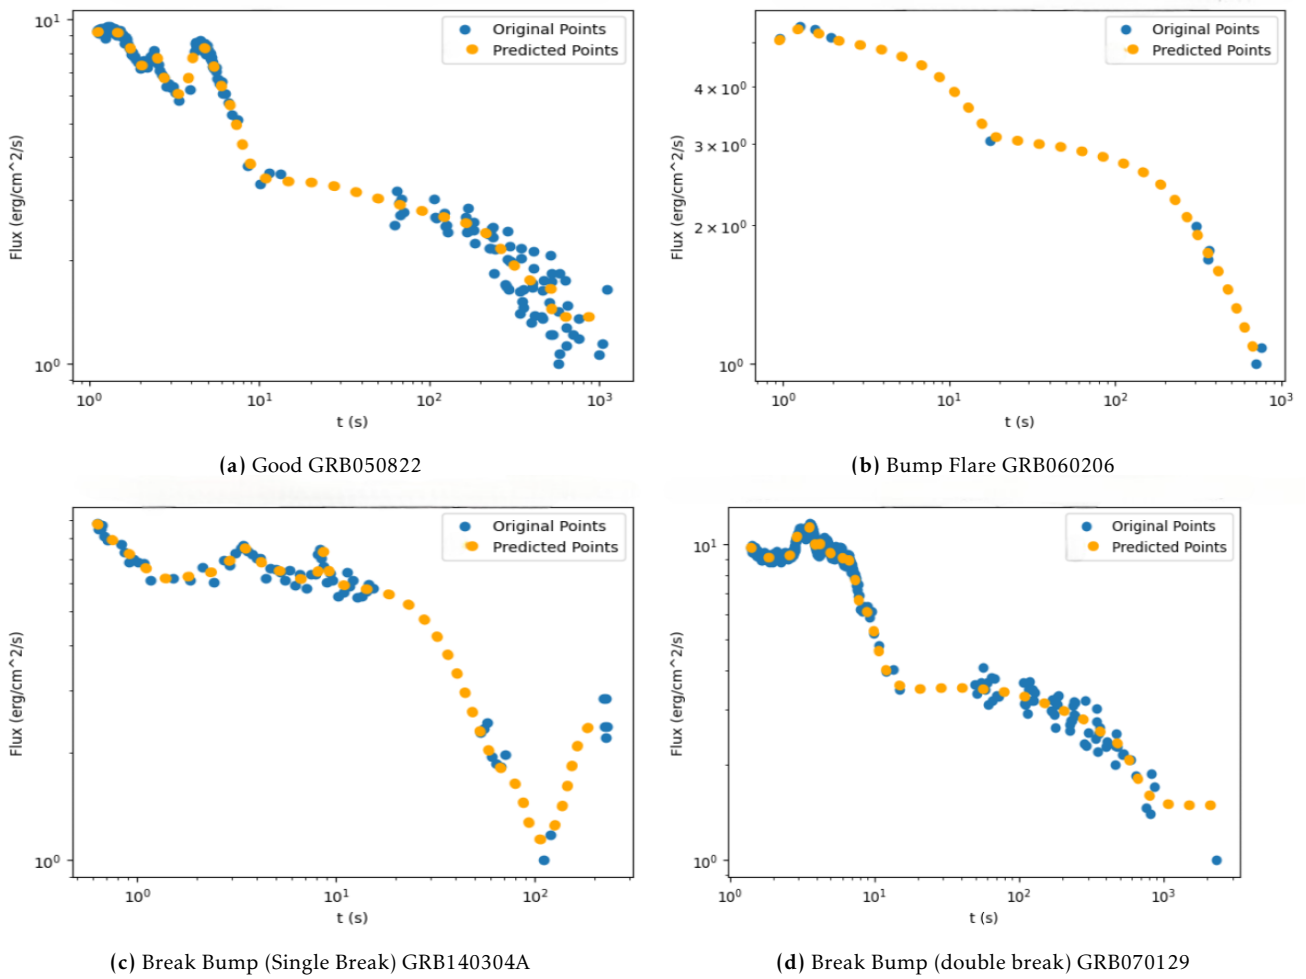 Original Points
Predicted Points
10¹
10⁰
Flux (erg/cm^2/s)
10⁰ 10¹ 10² 10³
t (s)
(a) Good GRB050822
Original Points
Predicted Points
4 × 10⁰
3 × 10⁰
2 × 10⁰
10⁰
Flux (erg/cm^2/s)
10⁰ 10¹ 10² 10³
t (s)
(b) Bump Flare GRB060206
Original Points
Predicted Points
10⁰
Flux (erg/cm^2/s)
10⁰ 10¹ 10²
t (s)
(c) Break Bump (Single Break) GRB140304A
Original Points
Predicted Points
10¹
10⁰
Flux (erg/cm^2/s)
10⁰ 10¹ 10² 10³
t (s)
(d) Break Bump (double break) GRB070129